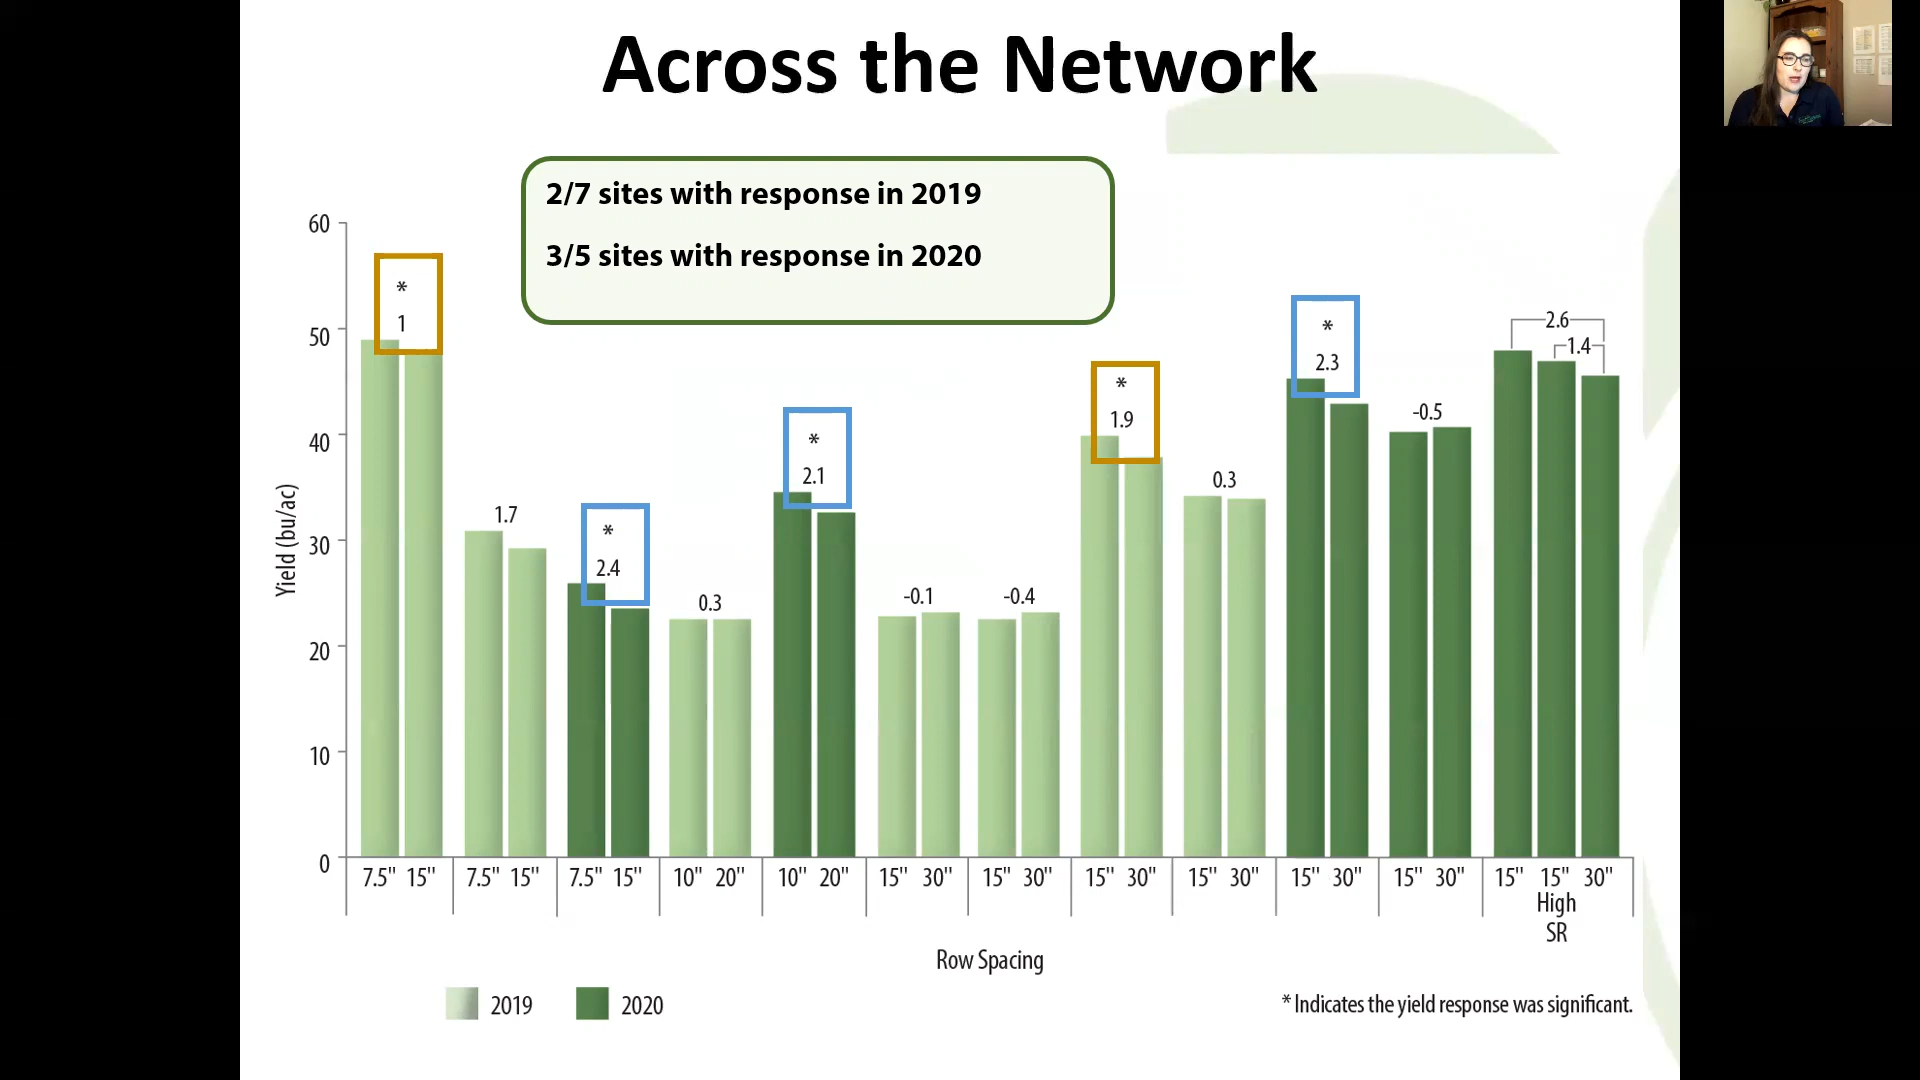 Across the Network
2/7 sites with response in 2019
3/5 sites with response in 2020
Yield (bu/ac)
60
50
40
30
20
10
0
*
1
1.7
*
2.4
0.3
*
2.1
-0.1
-0.4
*
1.9
0.3
*
2.3
-0.5
2.6
1.4
7.5" 15" 7.5" 15" 7.5" 15" 10" 20" 10" 20" 15" 30" 15" 30" 15" 30" 15" 30" 15" 30" 15" 30" 15" 15" 30"
High
SR
Row Spacing
2019 2020
* Indicates the yield response was significant.